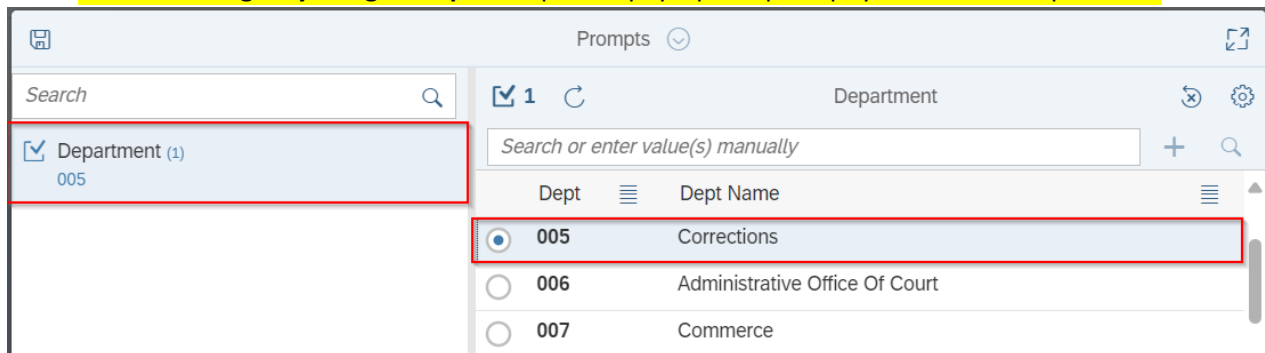 Prompts
Search
Department (1)
005
1
Department
Search or enter value(s) manually
Dept
Dept Name
005 Corrections
006 Administrative Office Of Court
007 Commerce